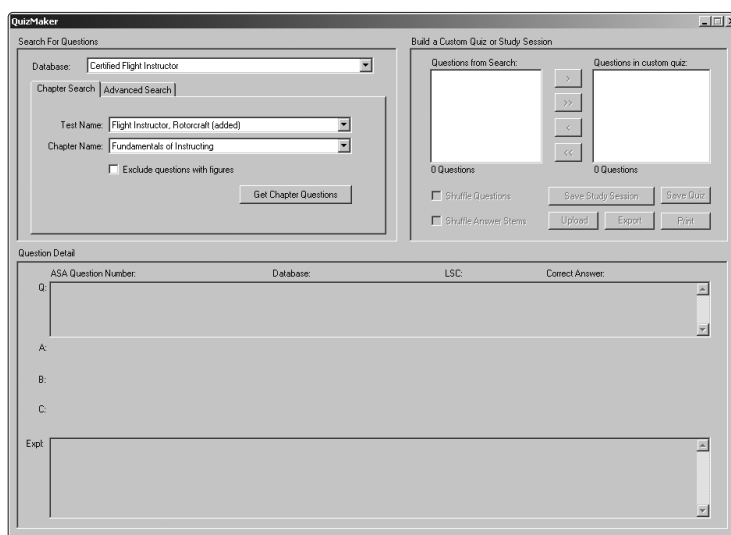 QuizMaker
Search For Questions
Database: Certified Flight Instructor
Chapter Search Advanced Search
Test Name: Flight Instructor, Rotorcraft (added)
Chapter Name: Fundamentals of Instructing
Exclude questions with figures
Get Chapter Questions
Build a Custom Quiz or Study Session
Questions from Search: Questions in custom quiz:
>
>>
<
<<
0 Questions 0 Questions
Shuffle Questions Save Study Session Save Quiz
Shuffle Answer Stems Upload Export Print
Question Detail
ASA Question Number: Database: LSC: Correct Answer:
Q:
A:
B:
C:
Expl: